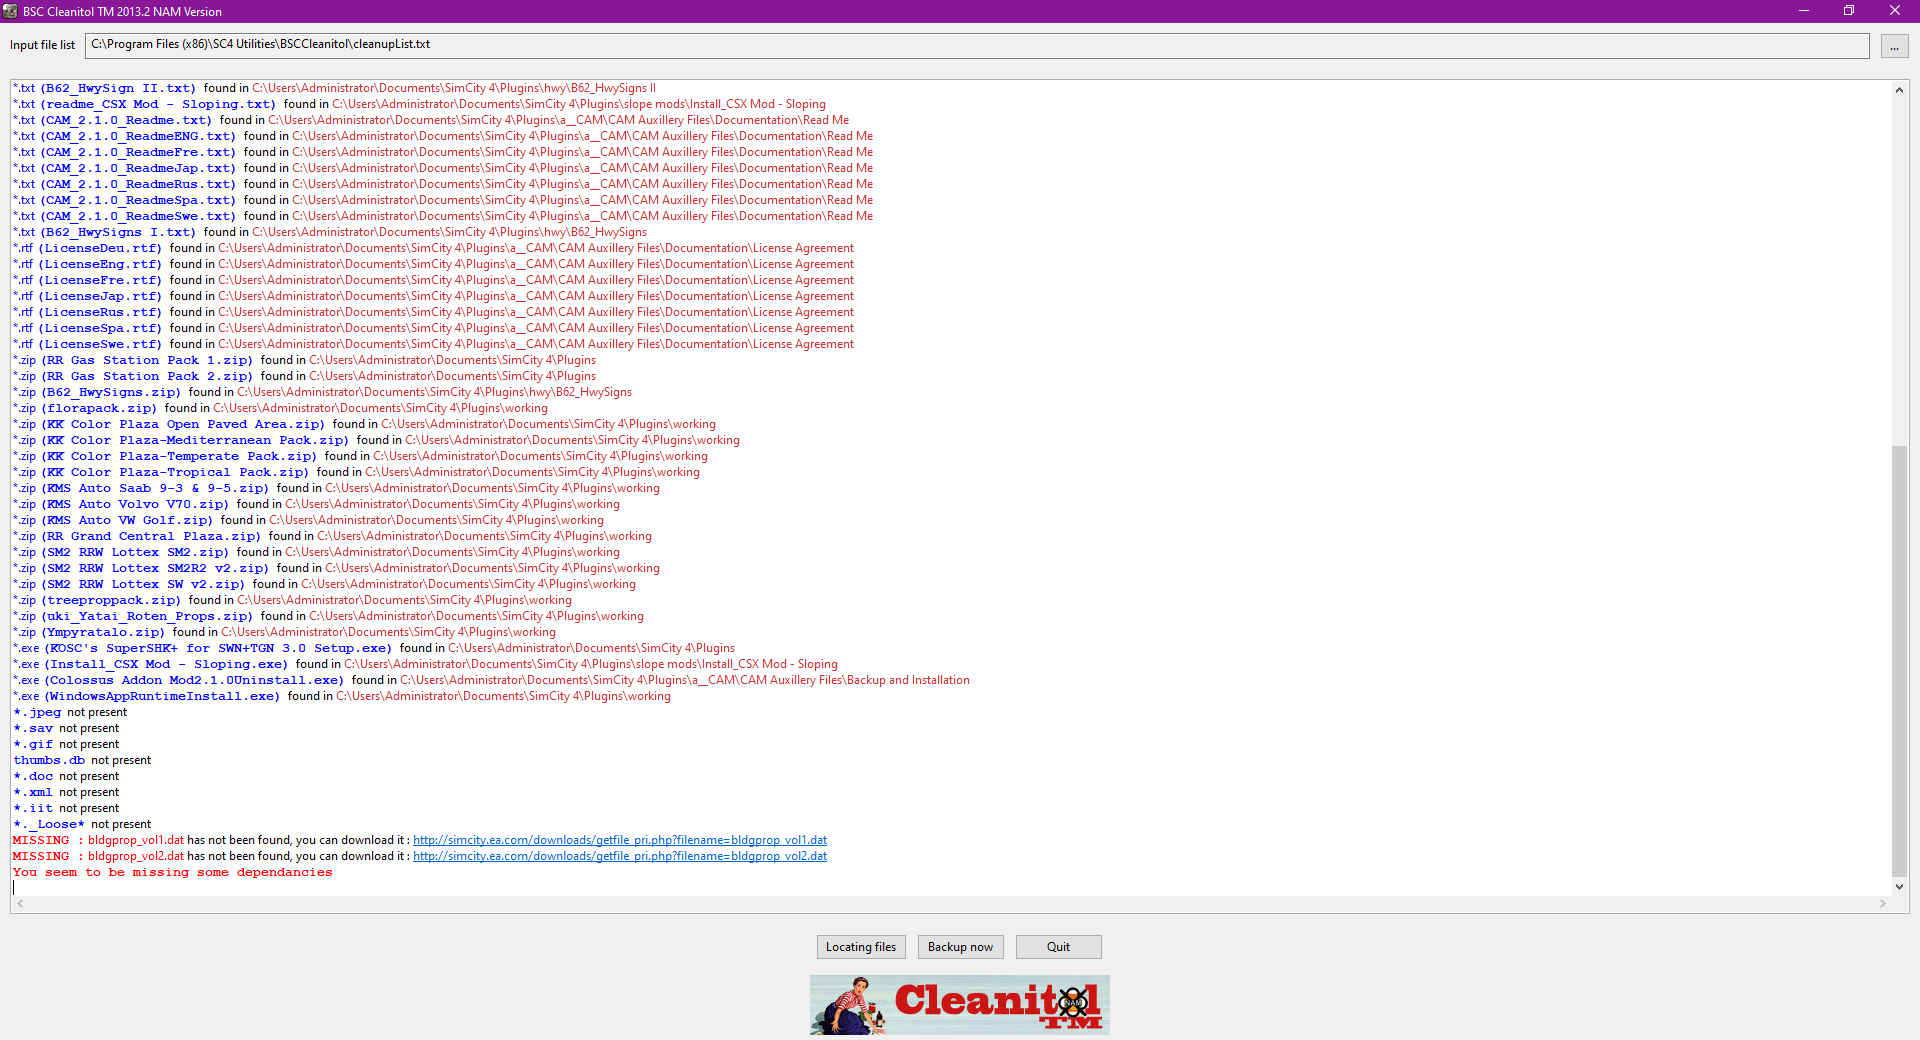 BSC Cleanitol TM 2013.2 NAM Version
Input file list C:\Program Files (x86)\SC4 Utilities\BSCCleanitol\cleanupList.txt ...
*.txt (B62_HwySign II.txt) found in C:\Users\Administrator\Documents\SimCity 4\Plugins\hwy\B62_HwySigns II
*.txt (readme_CSX Mod - Sloping.txt) found in C:\Users\Administrator\Documents\SimCity 4\Plugins\slope mods\Install_CSX Mod - Sloping
*.txt (CAM_2.1.0_Readme.txt) found in C:\Users\Administrator\Documents\SimCity 4\Plugins\a__CAM\CAM Auxillery Files\Documentation\Read Me
*.txt (CAM_2.1.0_ReadmeENG.txt) found in C:\Users\Administrator\Documents\SimCity 4\Plugins\a__CAM\CAM Auxillery Files\Documentation\Read Me
*.txt (CAM_2.1.0_ReadmeFre.txt) found in C:\Users\Administrator\Documents\SimCity 4\Plugins\a__CAM\CAM Auxillery Files\Documentation\Read Me
*.txt (CAM_2.1.0_ReadmeJap.txt) found in C:\Users\Administrator\Documents\SimCity 4\Plugins\a__CAM\CAM Auxillery Files\Documentation\Read Me
*.txt (CAM_2.1.0_ReadmeRus.txt) found in C:\Users\Administrator\Documents\SimCity 4\Plugins\a__CAM\CAM Auxillery Files\Documentation\Read Me
*.txt (CAM_2.1.0_ReadmeSpa.txt) found in C:\Users\Administrator\Documents\SimCity 4\Plugins\a__CAM\CAM Auxillery Files\Documentation\Read Me
*.txt (CAM_2.1.0_ReadmeSwe.txt) found in C:\Users\Administrator\Documents\SimCity 4\Plugins\a__CAM\CAM Auxillery Files\Documentation\Read Me
*.txt (B62_HwySigns I.txt) found in C:\Users\Administrator\Documents\SimCity 4\Plugins\hwy\B62_HwySigns
*.rtf (LicenseDeu.rtf) found in C:\Users\Administrator\Documents\SimCity 4\Plugins\a__CAM\CAM Auxillery Files\Documentation\License Agreement
*.rtf (LicenseEng.rtf) found in C:\Users\Administrator\Documents\SimCity 4\Plugins\a__CAM\CAM Auxillery Files\Documentation\License Agreement
*.rtf (LicenseFre.rtf) found in C:\Users\Administrator\Documents\SimCity 4\Plugins\a__CAM\CAM Auxillery Files\Documentation\License Agreement
*.rtf (LicenseJap.rtf) found in C:\Users\Administrator\Documents\SimCity 4\Plugins\a__CAM\CAM Auxillery Files\Documentation\License Agreement
*.rtf (LicenseRus.rtf) found in C:\Users\Administrator\Documents\SimCity 4\Plugins\a__CAM\CAM Auxillery Files\Documentation\License Agreement
*.rtf (LicenseSpa.rtf) found in C:\Users\Administrator\Documents\SimCity 4\Plugins\a__CAM\CAM Auxillery Files\Documentation\License Agreement
*.rtf (LicenseSwe.rtf) found in C:\Users\Administrator\Documents\SimCity 4\Plugins\a__CAM\CAM Auxillery Files\Documentation\License Agreement
*.zip (RR Gas Station Pack 1.zip) found in C:\Users\Administrator\Documents\SimCity 4\Plugins
*.zip (RR Gas Station Pack 2.zip) found in C:\Users\Administrator\Documents\SimCity 4\Plugins
*.zip (B62_HwySigns.zip) found in C:\Users\Administrator\Documents\SimCity 4\Plugins\hwy\B62_HwySigns
*.zip (florapack.zip) found in C:\Users\Administrator\Documents\SimCity 4\Plugins\working
*.zip (KK Color Plaza Open Paved Area.zip) found in C:\Users\Administrator\Documents\SimCity 4\Plugins\working
*.zip (KK Color Plaza-Mediterranean Pack.zip) found in C:\Users\Administrator\Documents\SimCity 4\Plugins\working
*.zip (KK Color Plaza-Temperate Pack.zip) found in C:\Users\Administrator\Documents\SimCity 4\Plugins\working
*.zip (KK Color Plaza-Tropical Pack.zip) found in C:\Users\Administrator\Documents\SimCity 4\Plugins\working
*.zip (KMS Auto Saab 9-3 & 9-5.zip) found in C:\Users\Administrator\Documents\SimCity 4\Plugins\working
*.zip (KMS Auto Volvo V70.zip) found in C:\Users\Administrator\Documents\SimCity 4\Plugins\working
*.zip (KMS Auto VW Golf.zip) found in C:\Users\Administrator\Documents\SimCity 4\Plugins\working
*.zip (RR Grand Central Plaza.zip) found in C:\Users\Administrator\Documents\SimCity 4\Plugins\working
*.zip (SM2 RRW Lottex SM2.zip) found in C:\Users\Administrator\Documents\SimCity 4\Plugins\working
*.zip (SM2 RRW Lottex SM2R2 v2.zip) found in C:\Users\Administrator\Documents\SimCity 4\Plugins\working
*.zip (SM2 RRW Lottex SW v2.zip) found in C:\Users\Administrator\Documents\SimCity 4\Plugins\working
*.zip (treeproppack.zip) found in C:\Users\Administrator\Documents\SimCity 4\Plugins\working
*.zip (uki_Yatai_Roten_Props.zip) found in C:\Users\Administrator\Documents\SimCity 4\Plugins\working
*.zip (Ympyratalo.zip) found in C:\Users\Administrator\Documents\SimCity 4\Plugins\working
*.exe (KOSC's SuperSHK+ for SWN+TGN 3.0 Setup.exe) found in C:\Users\Administrator\Documents\SimCity 4\Plugins
*.exe (Install_CSX Mod - Sloping.exe) found in C:\Users\Administrator\Documents\SimCity 4\Plugins\slope mods\Install_CSX Mod - Sloping
*.exe (Colossus Addon Mod2.1.0Uninstall.exe) found in C:\Users\Administrator\Documents\SimCity 4\Plugins\a__CAM\CAM Auxillery Files\Backup and Installation
*.exe (WindowsAppRuntimeInstall.exe) found in C:\Users\Administrator\Documents\SimCity 4\Plugins\working
*.jpeg not present
*.sav not present
*.gif not present
thumbs.db not present
*.doc not present
*.xml not present
*.iit not present
*._Loose* not present
MISSING : bldgprop_vol1.dat has not been found, you can download it : http://simcity.ea.com/downloads/getfile_pri.php?filename=bldgprop_vol1.dat
MISSING : bldgprop_vol2.dat has not been found, you can download it : http://simcity.ea.com/downloads/getfile_pri.php?filename=bldgprop_vol2.dat
You seem to be missing some dependancies
Locating files Backup now Quit
Cleanitol
NAM
TM